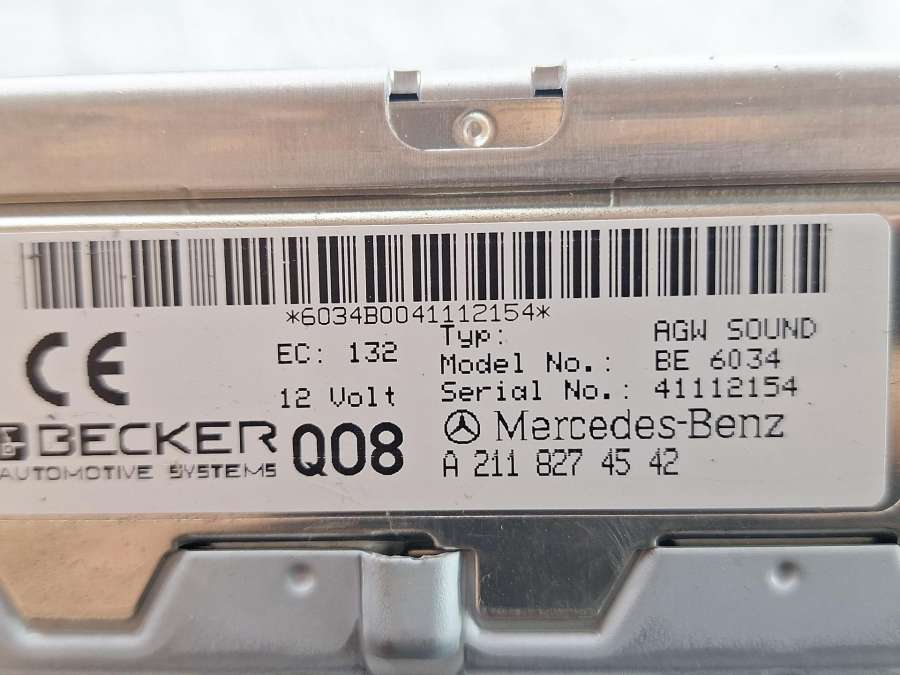 *6034B0041112154*
CE
EC: 132
12 Volt
Typ: AGW SOUND
Model No.: BE 6034
Serial No.: 41112154
BECKER
AUTOMOTIVE SYSTEMS
Q08
Mercedes-Benz
A 211 827 45 42